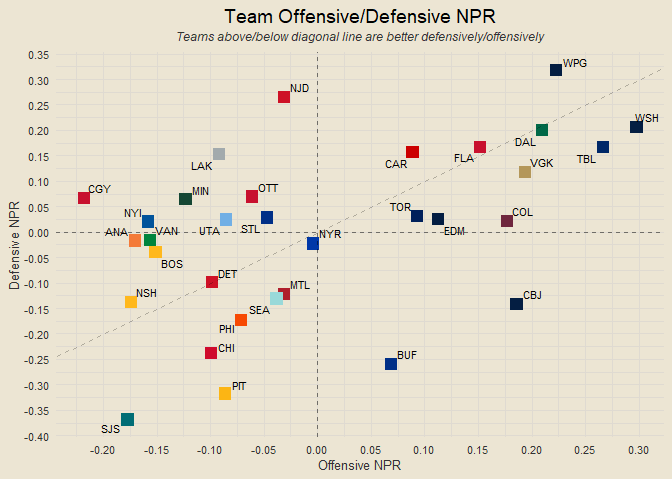 Team Offensive/Defensive NPR
Teams above/below diagonal line are better defensively/offensively
0.35
0.30
0.25
0.20
0.15
0.10
0.05
0.00
-0.05
-0.10
-0.15
-0.20
-0.25
-0.30
-0.35
-0.40
Defensive NPR
WPG
NJD
WSH
DAL
CAR
FLA
TBL
LAK
VGK
CGY
MIN
OTT
NYI
TOR
COL
ANA
VAN
UTA
STL
NYR
EDM
BOS
DET
NSH
MTL
SEA
CBJ
PHI
CHI
BUF
PIT
SJS
-0.20 -0.15 -0.10 -0.05 0.00 0.05 0.10 0.15 0.20 0.25 0.30
Offensive NPR